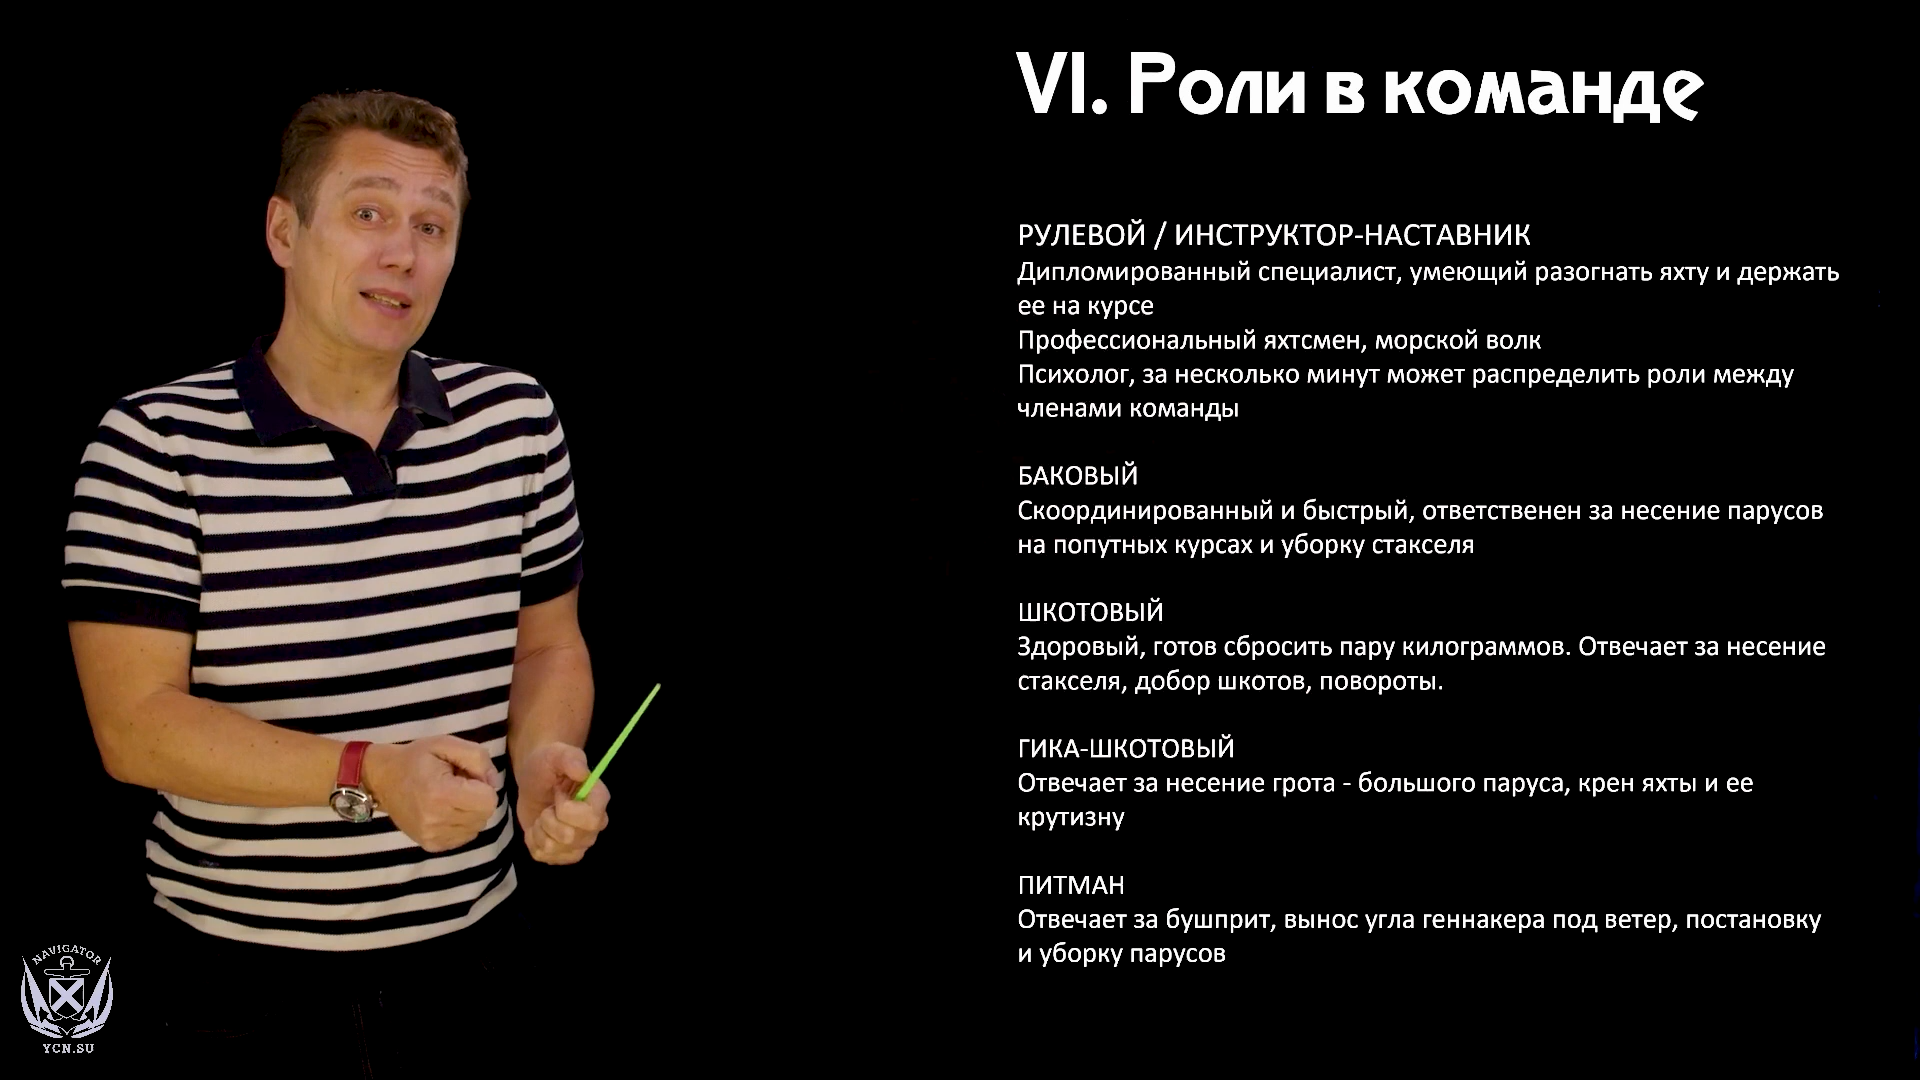 VI. Роли в команде
РУЛЕВОЙ / ИНСТРУКТОР-НАСТАВНИК
Дипломированный специалист, умеющий разогнать яхту и держать
ее на курсе
Профессиональный яхтсмен, морской волк
Психолог, за несколько минут может распределить роли между
членами команды
БАКОВЫЙ
Скоординированный и быстрый, ответственен за несение парусов
на попутных курсах и уборку стакселя
ШКОТОВЫЙ
Здоровый, готов сбросить пару килограммов. Отвечает за несение
стакселя, добор шкотов, повороты.
ГИКА-ШКОТОВЫЙ
Отвечает за несение грота - большого паруса, крен яхты и ее
крутизну
ПИТМАН
Отвечает за бушприт, вынос угла геннакера под ветер, постановку
и уборку парусов
NAVIGATOR
YCN.SU